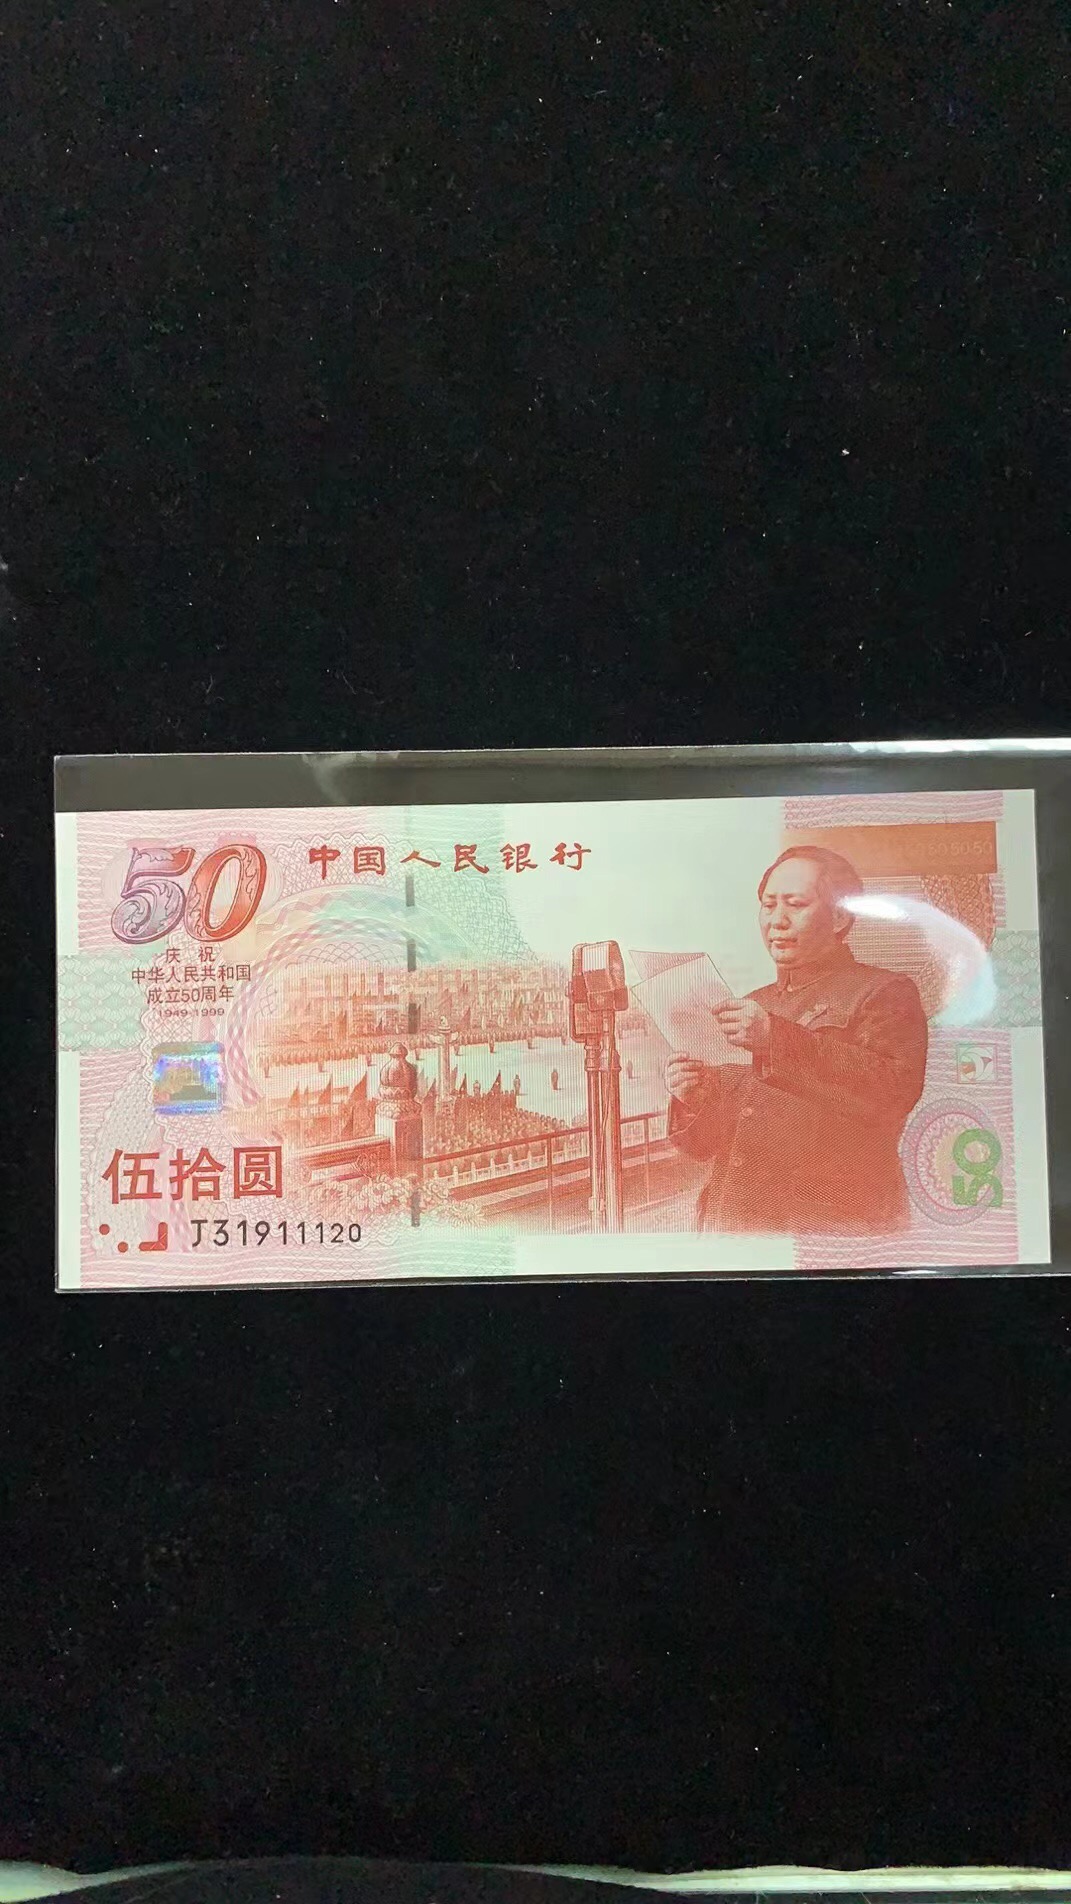 50
中国人民银行
庆祝
中华人民共和国
成立50周年
1949-1999
伍拾圆
J31911120
50